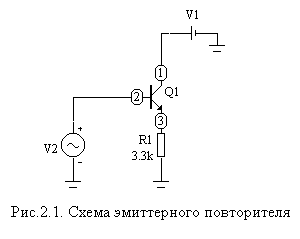 V1
1
Q1
2
3
V2
R1
3.3k
Рис.2.1. Схема эмиттерного повторителя